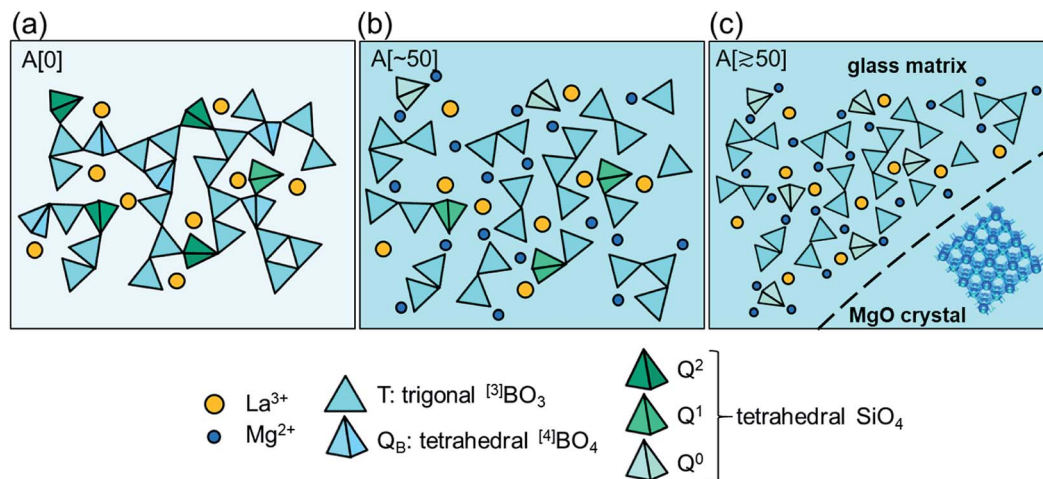 (a)
A[0]
(b)
A[~50]
(c)
A[≳50]
glass matrix
MgO crystal
La³⁺
Mg²⁺
T: trigonal ⁽³⁾BO₃
Q_B: tetrahedral ⁽⁴⁾BO₄
Q²
Q¹
Q⁰
tetrahedral SiO₄